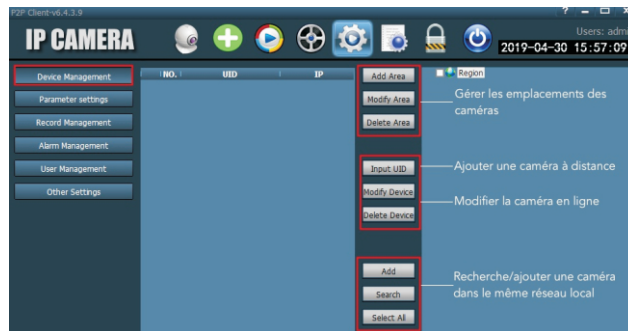 P2P Client-v6.4.3.9
IP CAMERA
Users: adm
2019-04-30 15:57:09
Device Management
Parameter settings
Record Management
Alarm Management
User Management
Other Settings
NO. UID IP
Add Area
Modify Area
Delete Area
Region
Gérer les emplacements des
caméras
Input UID
Modify Device
Delete Device
Ajouter une caméra à distance
Modifier la caméra en ligne
Add
Search
Select All
Recherche/ajouter une caméra
dans le même réseau local